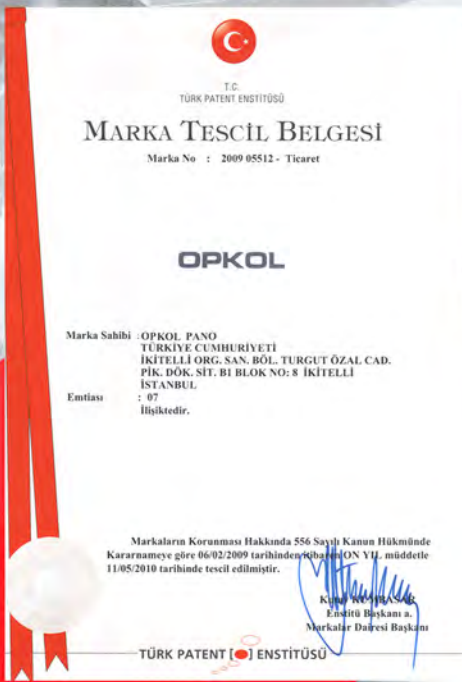 T.C.
TÜRK PATENT ENSTİTÜSÜ
MARKA TESCİL BELGESİ
Marka No : 2009 05512 - Ticaret
OPKOL
Marka Sahibi : OPKOL PANO
TÜRKİYE CUMHURİYETİ
İKİTELLİ ORG. SAN. BÖL. TURGUT ÖZAL CAD.
PİK. DÖK. SİT. B1 BLOK NO: 8 İKİTELLİ
İSTANBUL
Emtiası : 07
İlişiktedir.
Markaların Korunması Hakkında 556 Sayılı Kanun Hükmünde
Kararnameye göre 06/02/2009 tarihinden itibaren ON YIL müddetle
11/05/2010 tarihinde tescil edilmiştir.
Enstitü Başkanı a.
Markalar Dairesi Başkanı
TÜRK PATENT [ ] ENSTİTÜSÜ